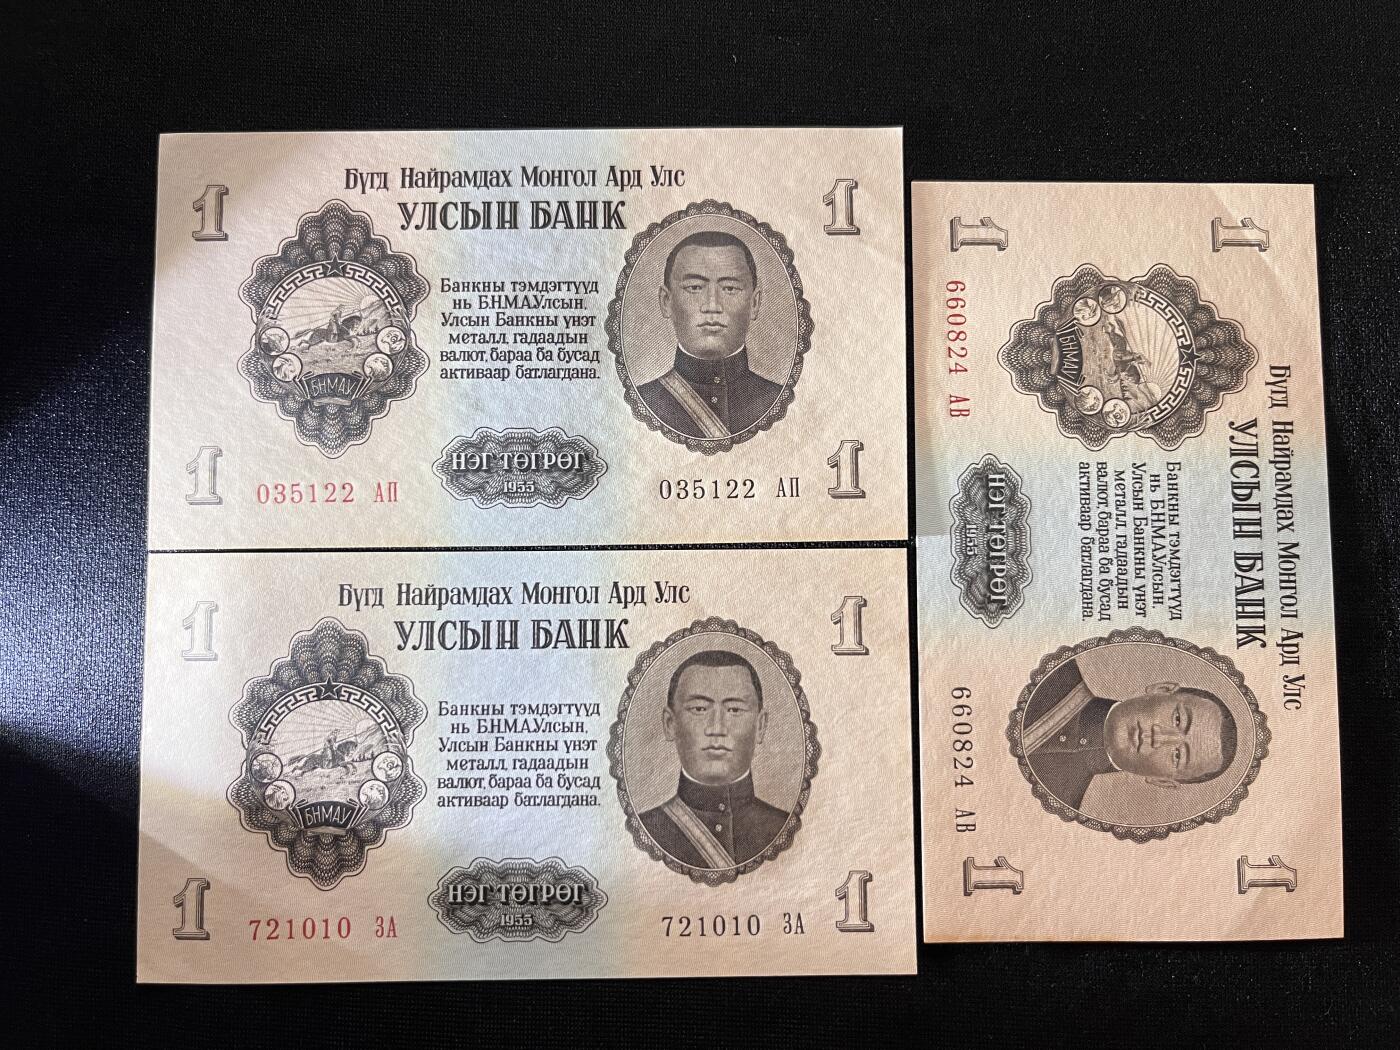 Бүгд Найрамдах Монгол Ард Улс
УЛСЫН БАНК
1
1
Банкны тэмдэгтүүд
нь Б.Н.М.А.Улсын,
Улсын Банкны үнэт
металл, гадаадын
валют, бараа ба бусад
активаар батлагдана.
БНМАУ
НЭГ ТӨГРӨГ
1955
1
035122 АП
035122 АП
1
Бүгд Найрамдах Монгол Ард Улс
УЛСЫН БАНК
1
1
Банкны тэмдэгтүүд
нь Б.Н.М.А.Улсын,
Улсын Банкны үнэт
металл, гадаадын
валют, бараа ба бусад
активаар батлагдана.
БНМАУ
НЭГ ТӨГРӨГ
1955
1
721010 ЗА
721010 ЗА
1
Бүгд Найрамдах Монгол Ард Улс
УЛСЫН БАНК
1
1
Банкны тэмдэгтүүд
нь Б.Н.М.А.Улсын,
Улсын Банкны үнэт
металл, гадаадын
валют, бараа ба бусад
активаар батлагдана.
БНМАУ
НЭГ ТӨГРӨГ
1955
1
660824 АВ
660824 АВ
1